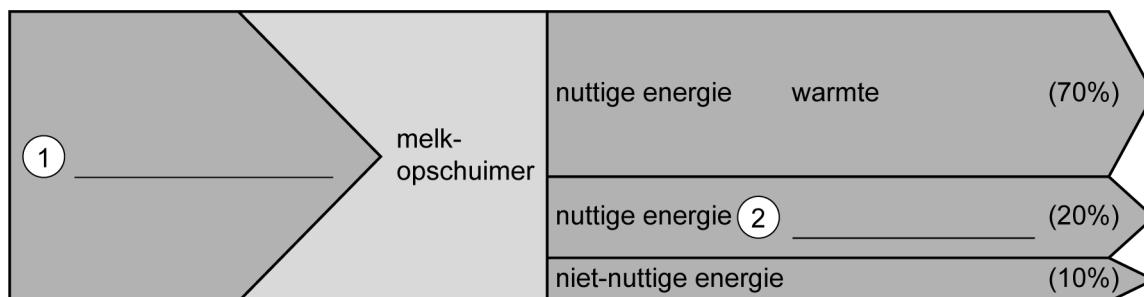 nuttige energie warmte (70%)
1
melk-
opschuimer
nuttige energie 2 (20%)
niet-nuttige energie (10%)